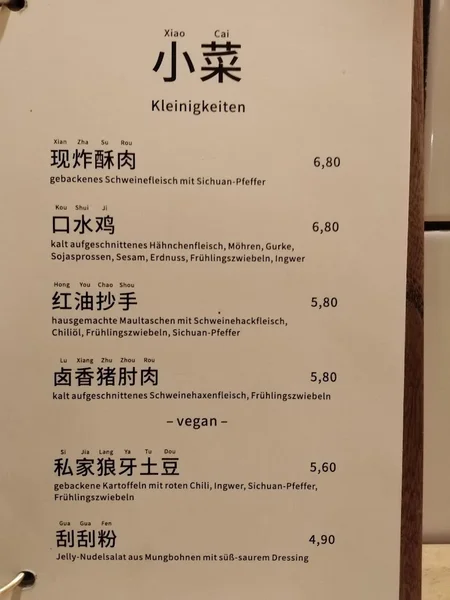 Xiao Cai
小菜
Kleinigkeiten
Xian Zha Su Rou
现炸酥肉 6,80
gebackenes Schweinefleisch mit Sichuan-Pfeffer
Kou Shui Ji
口水鸡 6,80
kalt aufgeschnittenes Hähnchenfleisch, Möhren, Gurke,
Sojasprossen, Sesam, Erdnuss, Frühlingszwiebeln, Ingwer
Hong You Chao Shou
红油抄手 5,80
hausgemachte Maultaschen mit Schweinehackfleisch,
Chiliöl, Frühlingszwiebeln, Sichuan-Pfeffer
Lu Xiang Zhu Zhou Rou
卤香猪肘肉 5,80
kalt aufgeschnittenes Schweinehaxenfleisch, Frühlingszwiebeln
– vegan –
Si Jia Lang Ya Tu Dou
私家狼牙土豆 5,60
gebackene Kartoffeln mit roten Chili, Ingwer, Sichuan-Pfeffer,
Frühlingszwiebeln
Gua Gua Fen
刮刮粉 4,90
Jelly-Nudelsalat aus Mungbohnen mit süß-saurem Dressing